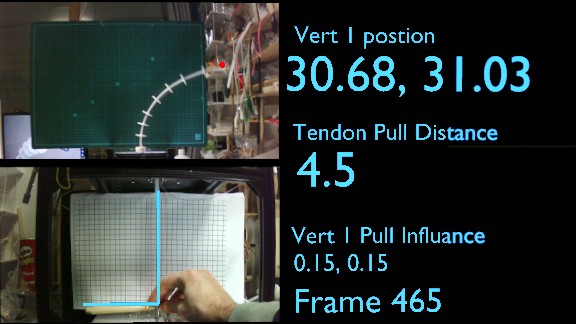 Vert 1 postion
30.68, 31.03
Tendon Pull Distance
4.5
Vert 1 Pull Influance
0.15, 0.15
Frame 465